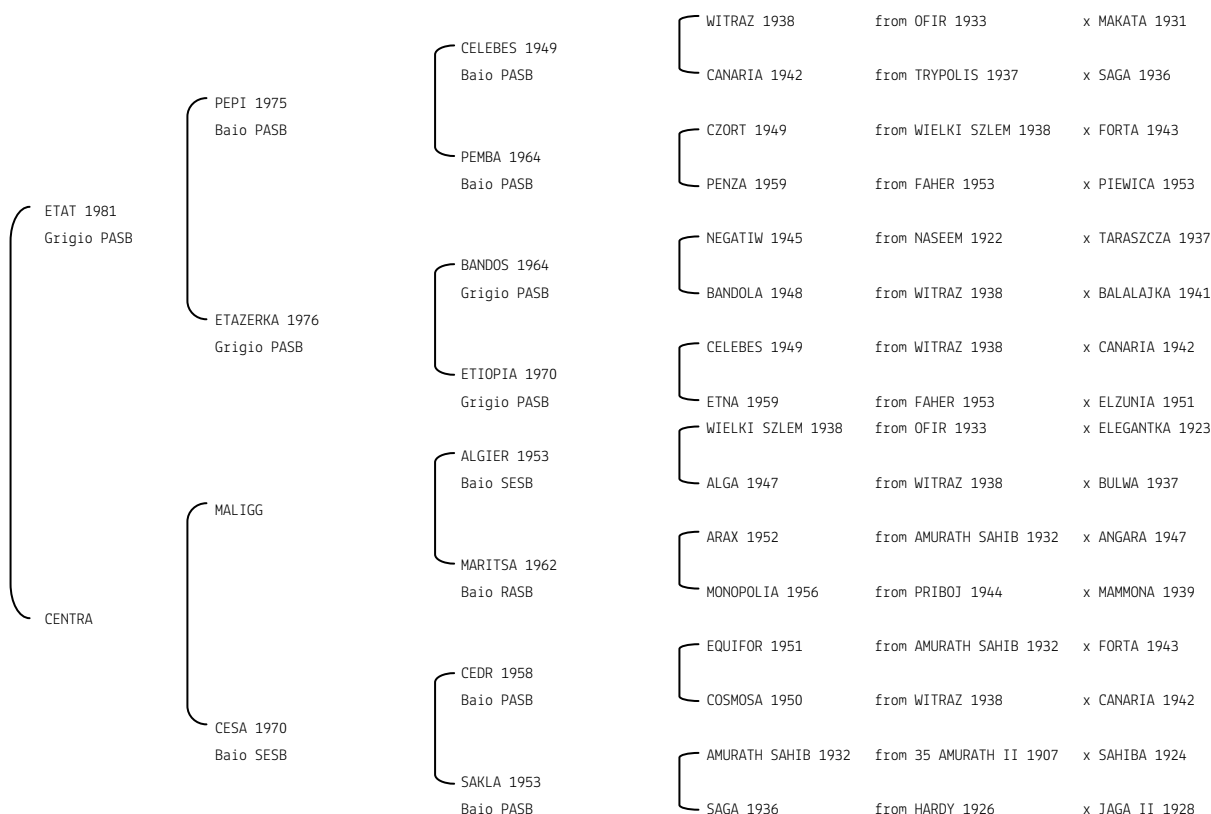 WITRAZ 1938 from OFIR 1933 x MAKATA 1931
CELEBES 1949
Baio PASB
CANARIA 1942 from TRYPOLIS 1937 x SAGA 1936
PEPI 1975
Baio PASB
CZORT 1949 from WIELKI SZLEM 1938 x FORTA 1943
PEMBA 1964
Baio PASB
PENZA 1959 from FAHER 1953 x PIEWICA 1953
ETAT 1981
Grigio PASB
NEGATIW 1945 from NASEEM 1922 x TARASZCZA 1937
BANDOS 1964
Grigio PASB
BANDOLA 1948 from WITRAZ 1938 x BALALAJKA 1941
ETAZERKA 1976
Grigio PASB
CELEBES 1949 from WITRAZ 1938 x CANARIA 1942
ETIOPIA 1970
Grigio PASB
ETNA 1959 from FAHER 1953 x ELZUNIA 1951
WIELKI SZLEM 1938 from OFIR 1933 x ELEGANTKA 1923
ALGIER 1953
Baio SESB
ALGA 1947 from WITRAZ 1938 x BULWA 1937
MALIGG
ARAX 1952 from AMURATH SAHIB 1932 x ANGARA 1947
MARITSA 1962
Baio RASB
MONOPOLIA 1956 from PRIBOJ 1944 x MAMMONA 1939
CENTRA
EQUIFOR 1951 from AMURATH SAHIB 1932 x FORTA 1943
CEDR 1958
Baio PASB
COSMOSA 1950 from WITRAZ 1938 x CANARIA 1942
CESA 1970
Baio SESB
AMURATH SAHIB 1932 from 35 AMURATH II 1907 x SAHIBA 1924
SAKLA 1953
Baio PASB
SAGA 1936 from HARDY 1926 x JAGA II 1928